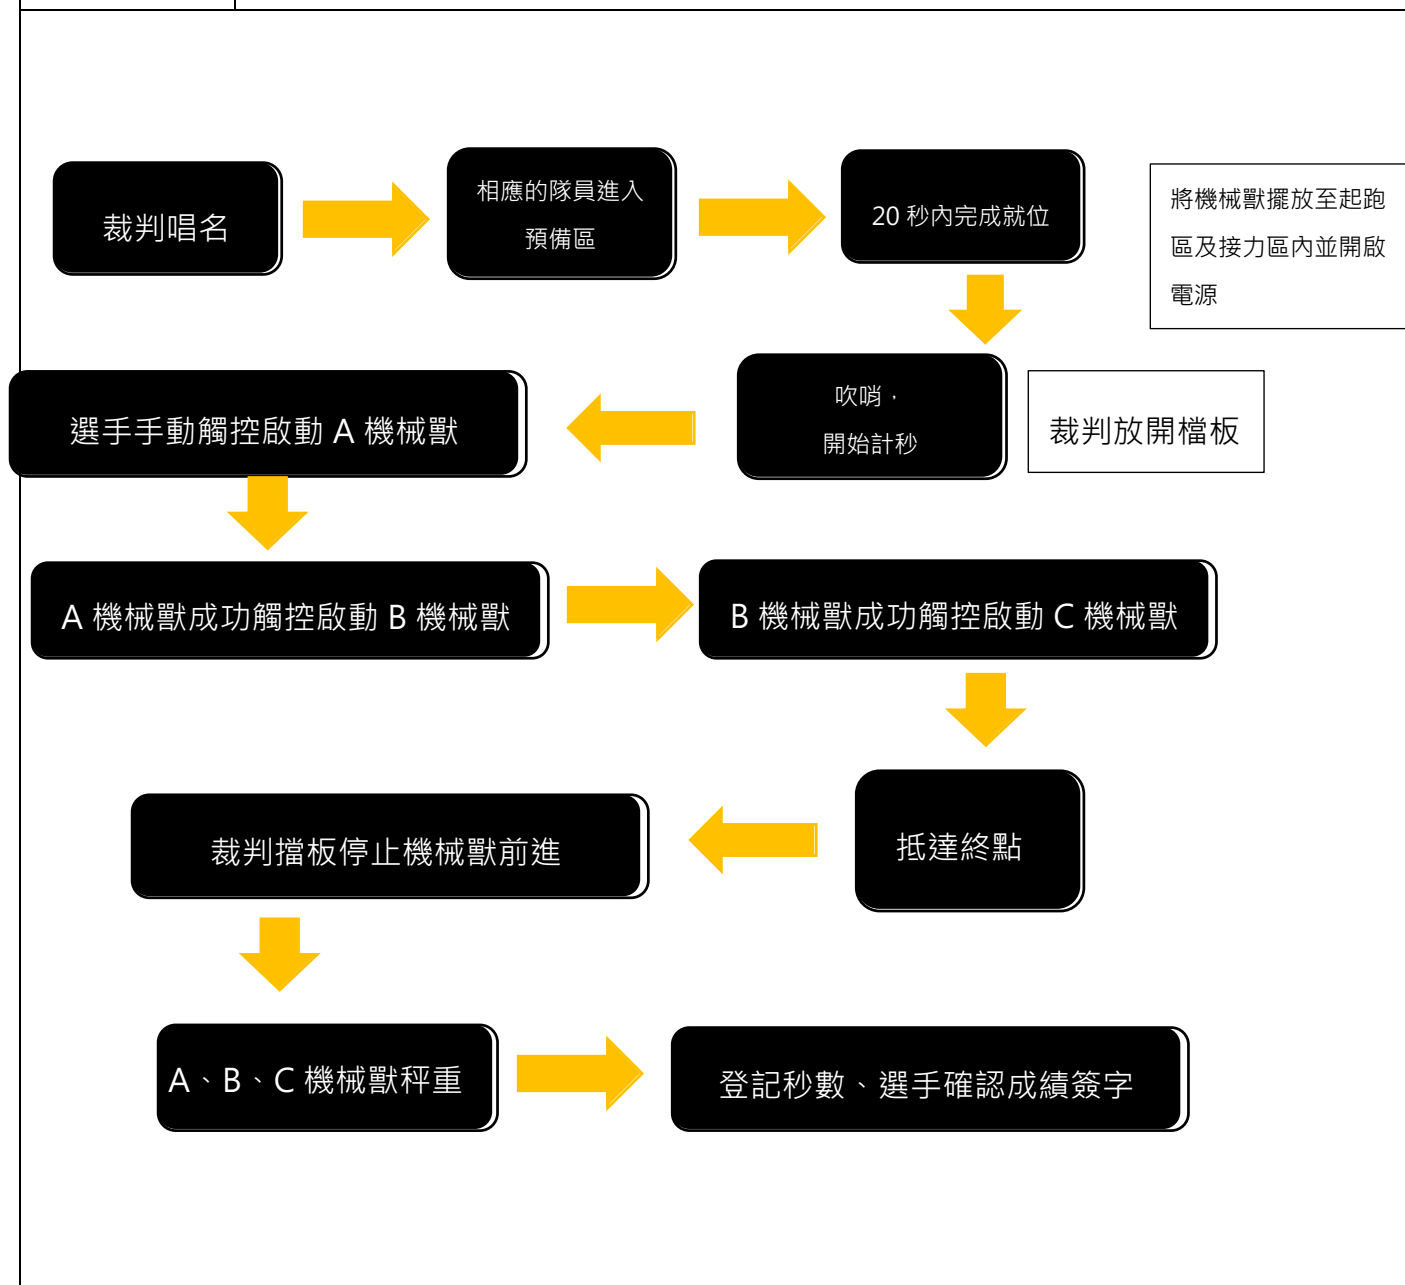 裁判唱名
相應的隊員進入
預備區
20 秒內完成就位
將機械獸擺放至起跑
區及接力區內並開啟
電源
吹哨，
開始計秒
裁判放開檔板
選手手動觸控啟動 A 機械獸
A 機械獸成功觸控啟動 B 機械獸
B 機械獸成功觸控啟動 C 機械獸
抵達終點
裁判擋板停止機械獸前進
A、B、C 機械獸秤重
登記秒數、選手確認成績簽字